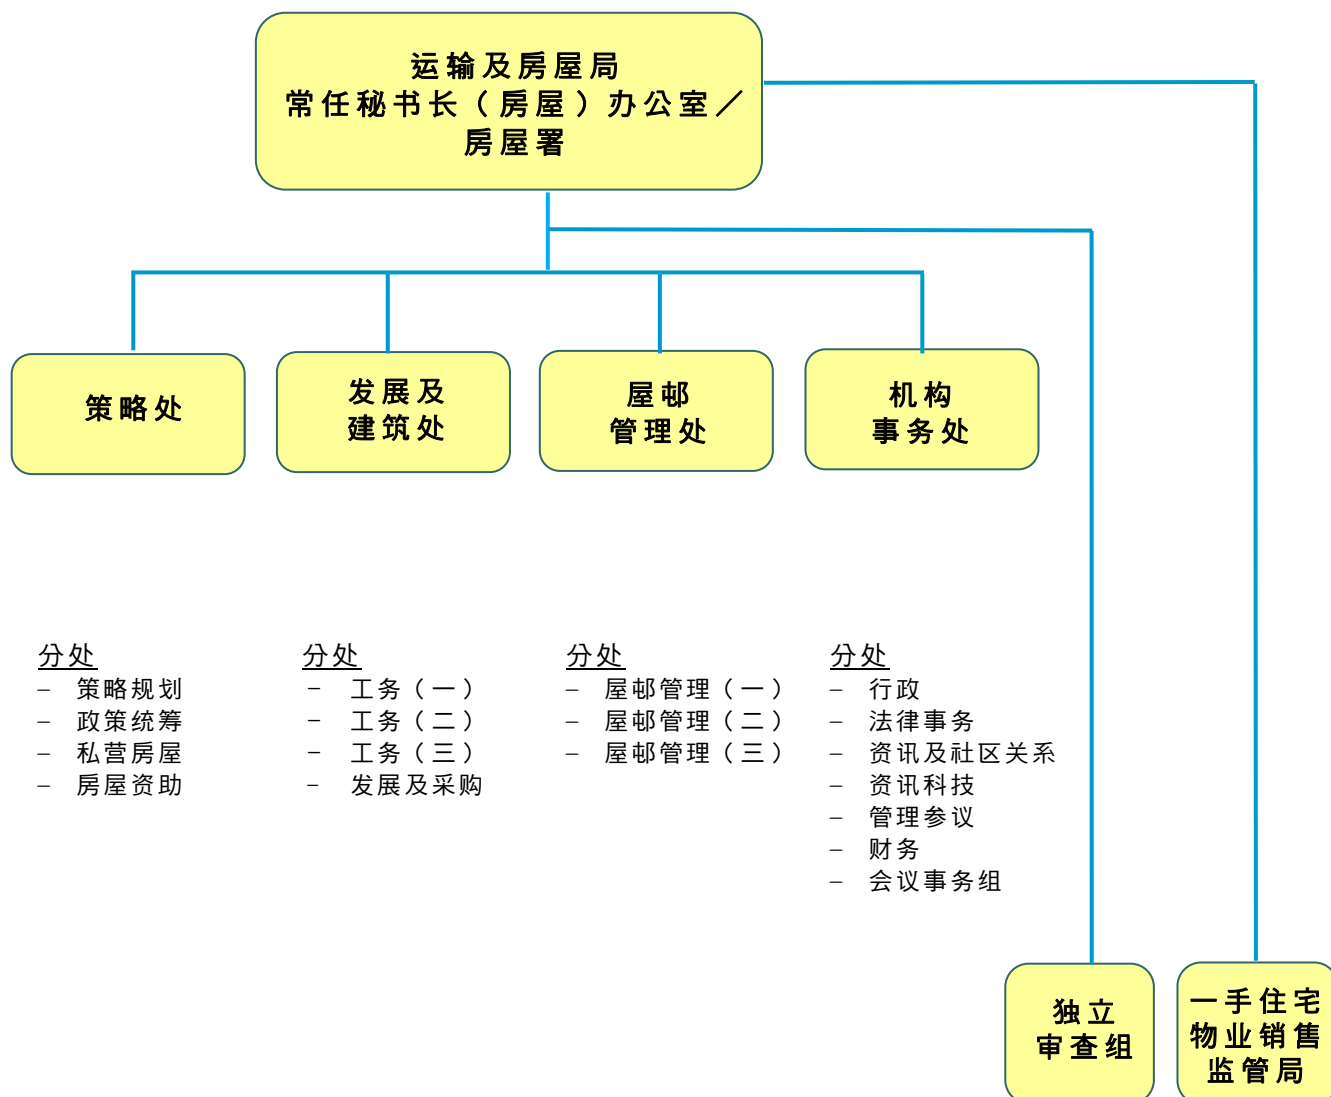 运输及房屋局
常任秘书长（房屋）办公室／
房屋署
策略处
发展及
建筑处
屋邨
管理处
机构
事务处
分处
– 策略规划
– 政策统筹
– 私营房屋
– 房屋资助
分处
– 工务（一）
– 工务（二）
– 工务（三）
– 发展及采购
分处
– 屋邨管理（一）
– 屋邨管理（二）
– 屋邨管理（三）
分处
– 行政
– 法律事务
– 资讯及社区关系
– 资讯科技
– 管理参议
– 财务
– 会议事务组
独立
审查组
一手住宅
物业销售
监管局